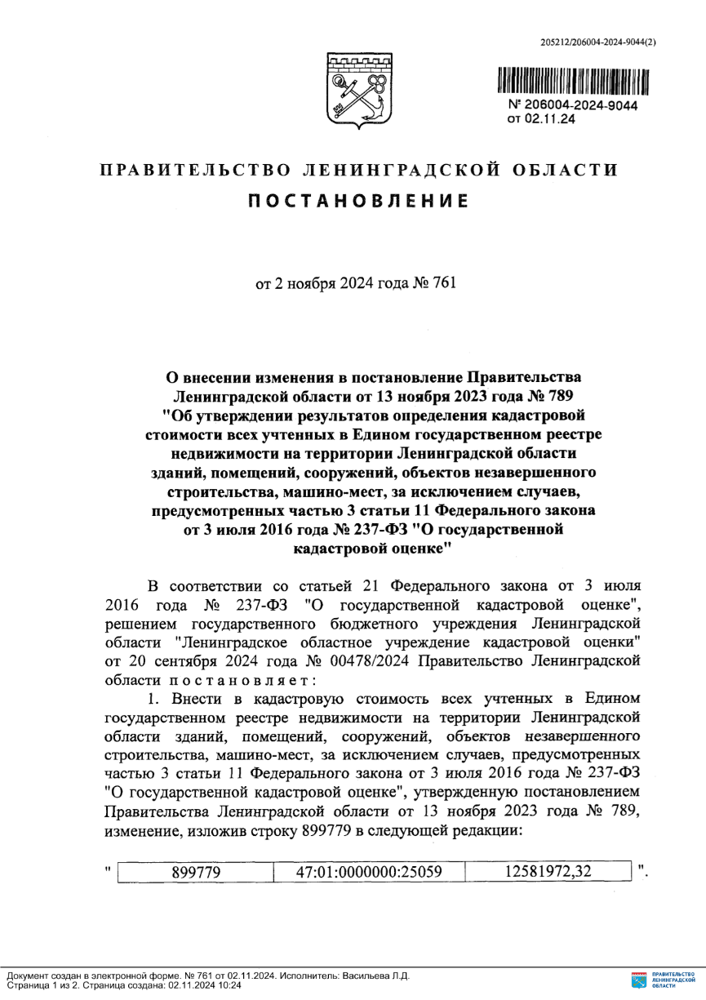 205212/206004-2024-9044(2)
№ 206004-2024-9044
от 02.11.24
ПРАВИТЕЛЬСТВО ЛЕНИНГРАДСКОЙ ОБЛАСТИ
ПОСТАНОВЛЕНИЕ
от 2 ноября 2024 года № 761
О внесении изменения в постановление Правительства
Ленинградской области от 13 ноября 2023 года № 789
"Об утверждении результатов определения кадастровой
стоимости всех учтенных в Едином государственном реестре
недвижимости на территории Ленинградской области
зданий, помещений, сооружений, объектов незавершенного
строительства, машино-мест, за исключением случаев,
предусмотренных частью 3 статьи 11 Федерального закона
от 3 июля 2016 года № 237-ФЗ "О государственной
кадастровой оценке"
В соответствии со статьей 21 Федерального закона от 3 июля
2016 года № 237-ФЗ "О государственной кадастровой оценке",
решением государственного бюджетного учреждения Ленинградской
области "Ленинградское областное учреждение кадастровой оценки"
от 20 сентября 2024 года № 00478/2024 Правительство Ленинградской
области п о с т а н о в л я е т :
1. Внести в кадастровую стоимость всех учтенных в Едином
государственном реестре недвижимости на территории Ленинградской
области зданий, помещений, сооружений, объектов незавершенного
строительства, машино-мест, за исключением случаев, предусмотренных
частью 3 статьи 11 Федерального закона от 3 июля 2016 года № 237-ФЗ
"О государственной кадастровой оценке", утвержденную постановлением
Правительства Ленинградской области от 13 ноября 2023 года № 789,
изменение, изложив строку 899779 в следующей редакции:
" 899779 47:01:0000000:25059 12581972,32 ".
Документ создан в электронной форме. № 761 от 02.11.2024. Исполнитель: Васильева Л.Д.
Страница 1 из 2. Страница создана: 02.11.2024 10:24
ПРАВИТЕЛЬСТВО
ЛЕНИНГРАДСКОЙ
ОБЛАСТИ